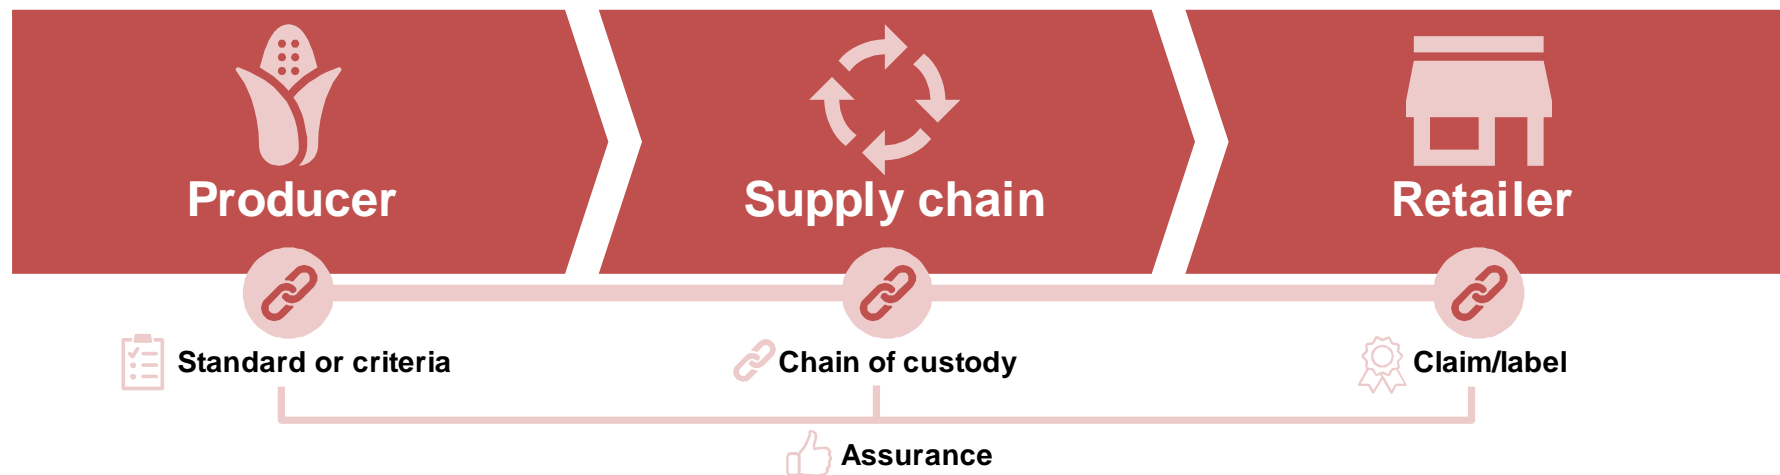 Producer
Supply chain
Retailer
Standard or criteria
Chain of custody
Claim/label
Assurance